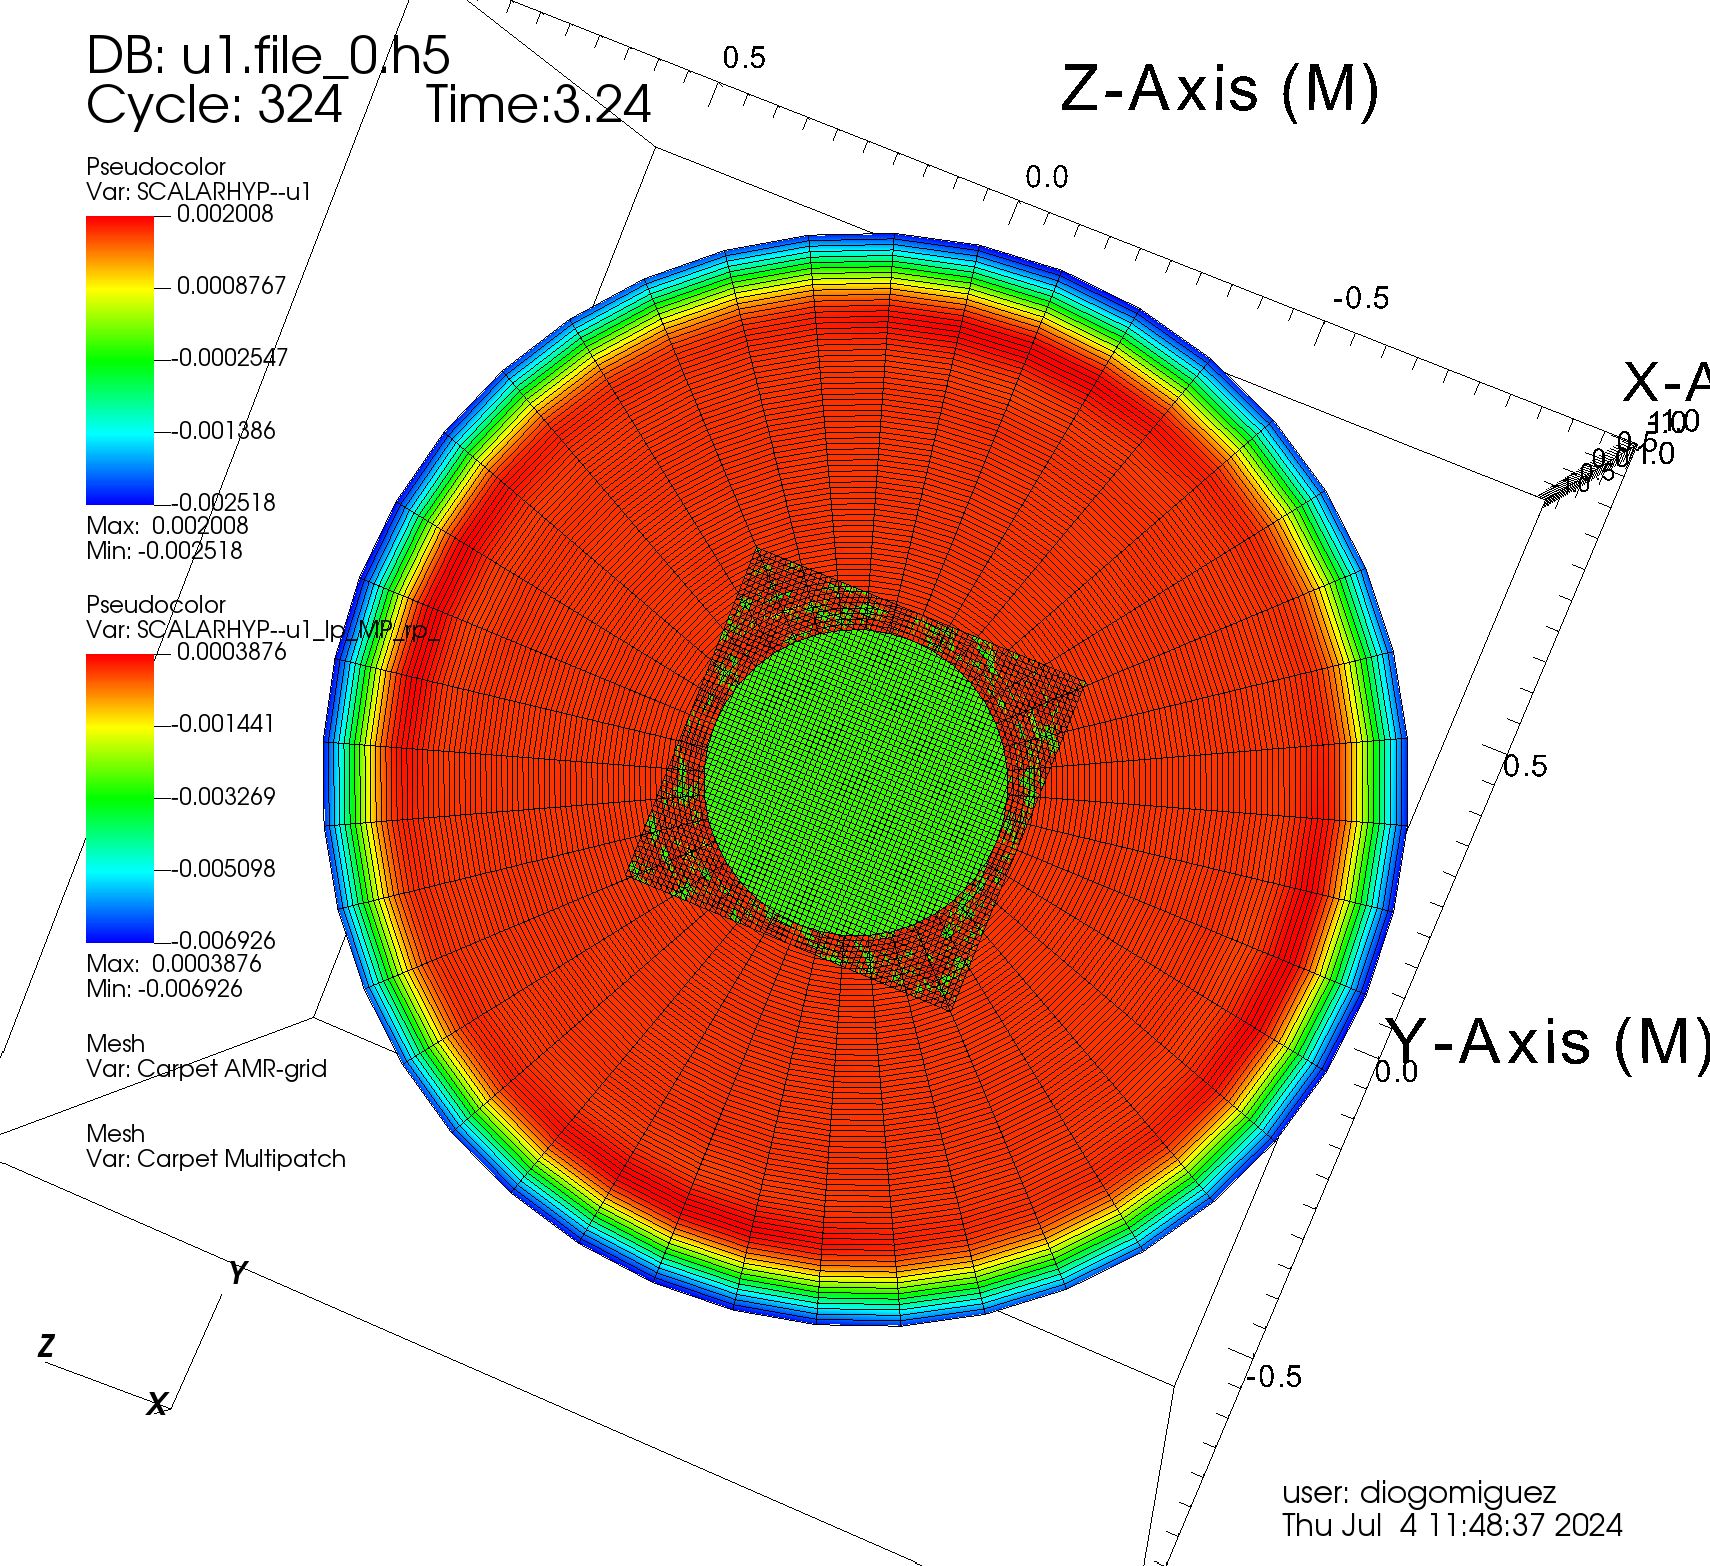 DB: u1.file_0.h5
Cycle: 324 Time:3.24
Pseudocolor
Var: SCALARHYP--u1
0.002008
0.0008767
-0.0002547
-0.001386
-0.002518
Max: 0.002008
Min: -0.002518
Pseudocolor
Var: SCALARHYP--u1_lp_MP_rp_
0.0003876
-0.001441
-0.003269
-0.005098
-0.006926
Max: 0.0003876
Min: -0.006926
Mesh
Var: Carpet AMR-grid
Mesh
Var: Carpet Multipatch
Z-Axis (M)
0.5
0.0
-0.5
X-A
Y-Axis (M)
0.5
0.0
-0.5
Y
Z
X
user: diogomiguez
Thu Jul 4 11:48:37 2024